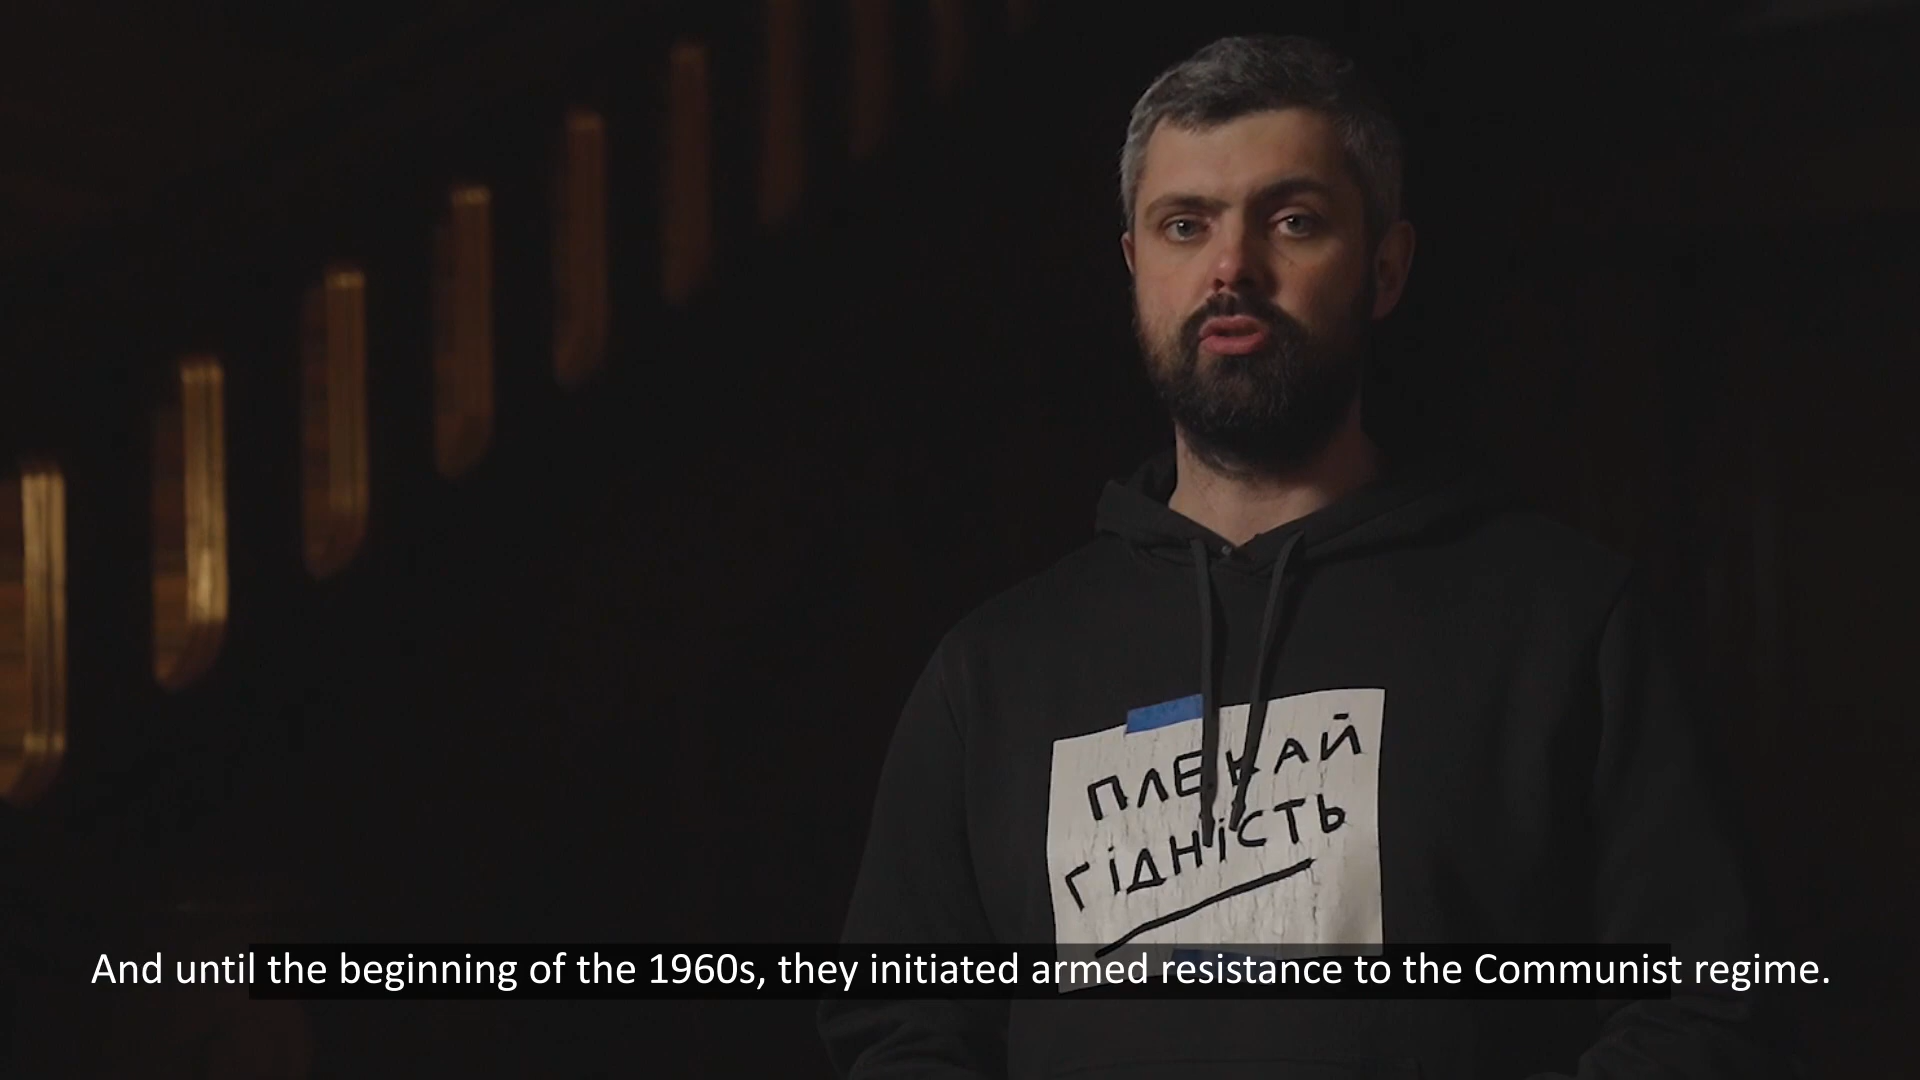 ПЛЕКАЙ
ГІДНІСТЬ
And until the beginning of the 1960s, they initiated armed resistance to the Communist regime.